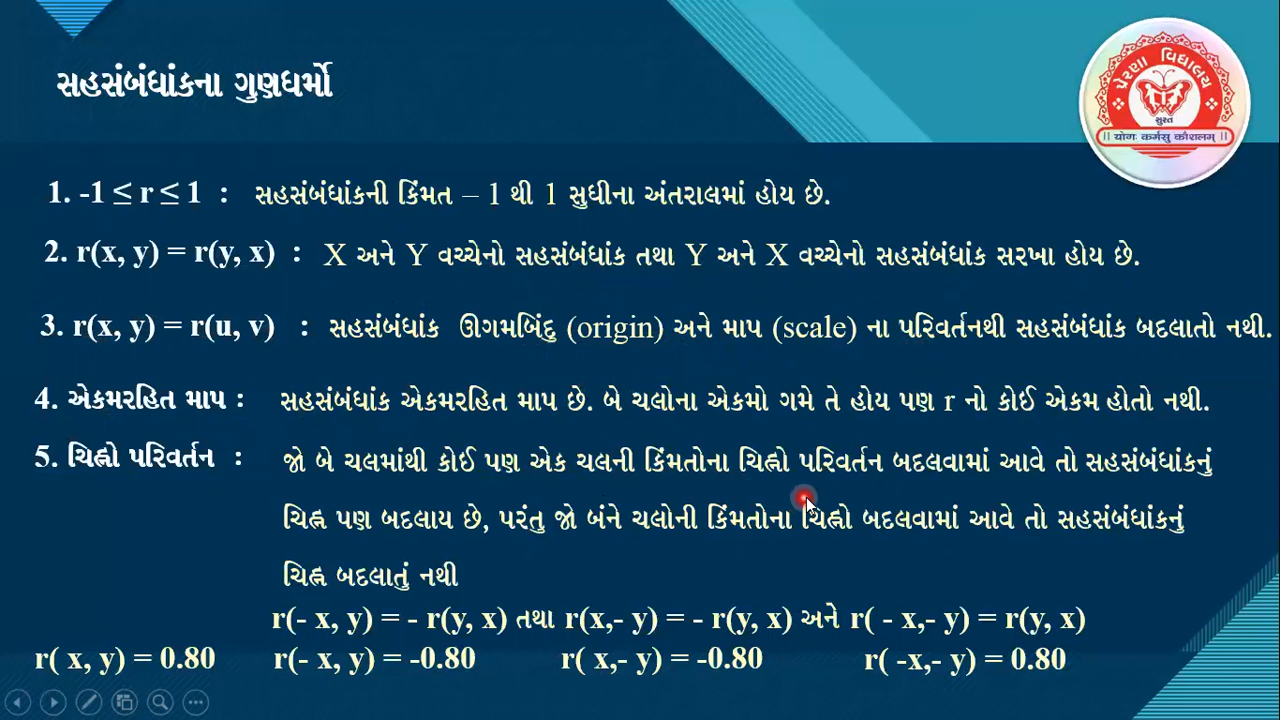 સહસંબંધાંકના ગુણધર્મો
પ્રેરણા વિદ્યાલય
સુરત
|| योगः कर्मसु कौशलम् ||
1. -1 ≤ r ≤ 1 : સહસંબંધાંકની કિંમત – 1 થી 1 સુધીના અંતરાલમાં હોય છે.
2. r(x, y) = r(y, x) : X અને Y વચ્ચેનો સહસંબંધાંક તથા Y અને X વચ્ચેનો સહસંબંધાંક સરખા હોય છે.
3. r(x, y) = r(u, v) : સહસંબંધાંક ઊગમબિંદુ (origin) અને માપ (scale) ના પરિવર્તનથી સહસંબંધાંક બદલાતો નથી.
4. એકમરહિત માપ : સહસંબંધાંક એકમરહિત માપ છે. બે ચલોના એકમો ગમે તે હોય પણ r નો કોઈ એકમ હોતો નથી.
5. ચિહ્નો પરિવર્તન : જો બે ચલમાંથી કોઈ પણ એક ચલની કિંમતોના ચિહ્નો પરિવર્તન બદલવામાં આવે તો સહસંબંધાંકનું
ચિહ્ન પણ બદલાય છે, પરંતુ જો બંને ચલોની કિંમતોના ચિહ્નો બદલવામાં આવે તો સહસંબંધાંકનું
ચિહ્ન બદલાતું નથી
r(- x, y) = - r(y, x) તથા r(x,- y) = - r(y, x) અને r( - x,- y) = r(y, x)
r( x, y) = 0.80 r(- x, y) = -0.80 r( x,- y) = -0.80 r( -x,- y) = 0.80